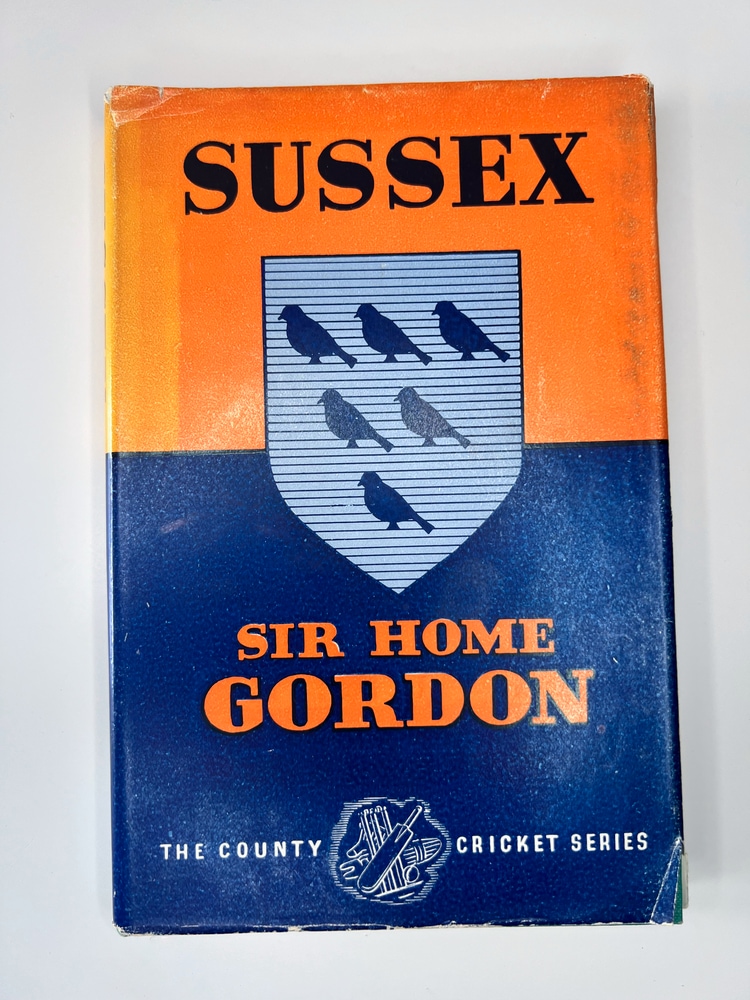 SUSSEX
SIR HOME
GORDON
THE COUNTY CRICKET SERIES